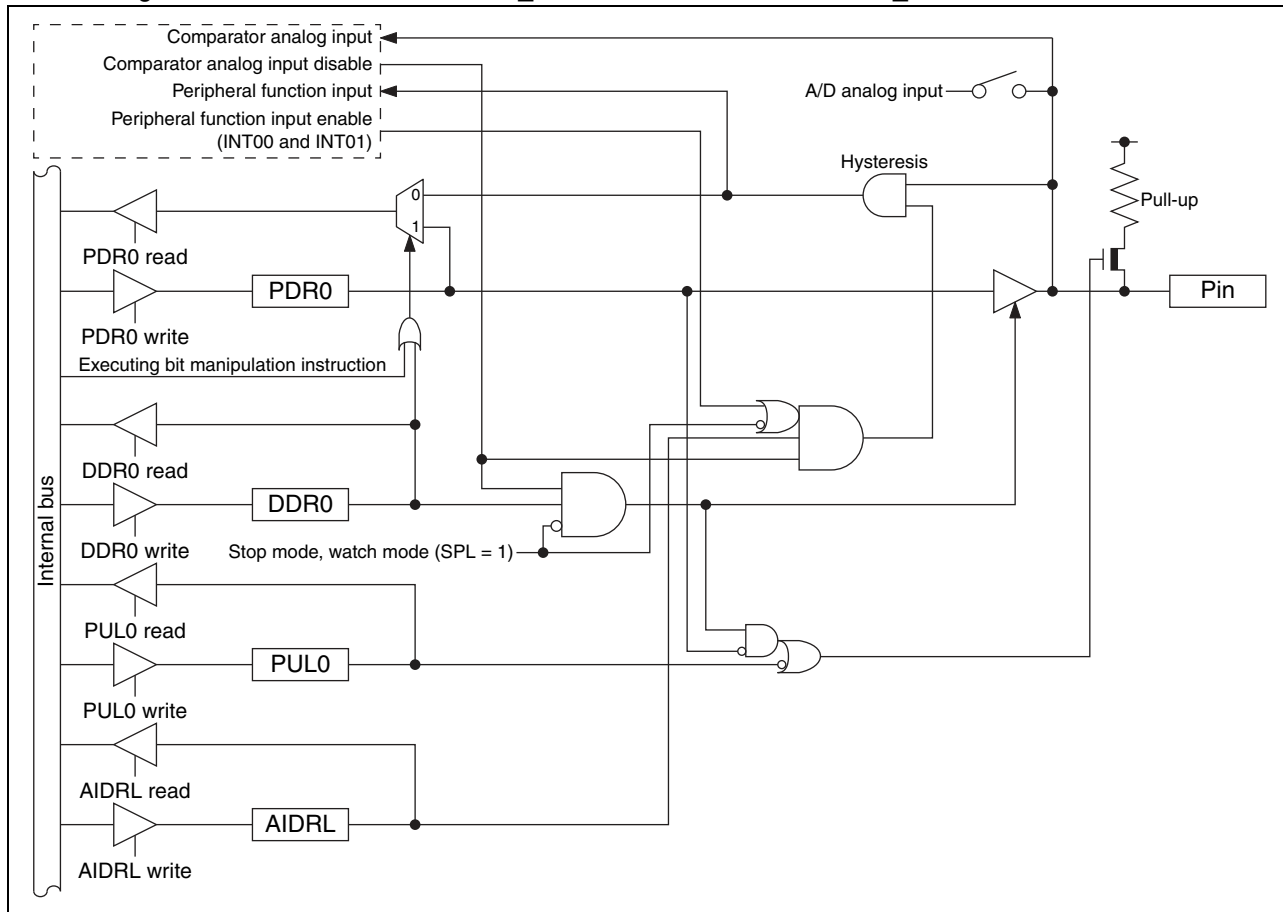 Comparator analog input
Comparator analog input disable
Peripheral function input
Peripheral function input enable
(INT00 and INT01)
A/D analog input
Hysteresis
Pull-up
0
1
PDR0 read
PDR0
Pin
PDR0 write
Executing bit manipulation instruction
DDR0 read
DDR0
DDR0 write
Stop mode, watch mode (SPL = 1)
Internal bus
PUL0 read
PUL0
PUL0 write
AIDRL read
AIDRL
AIDRL write